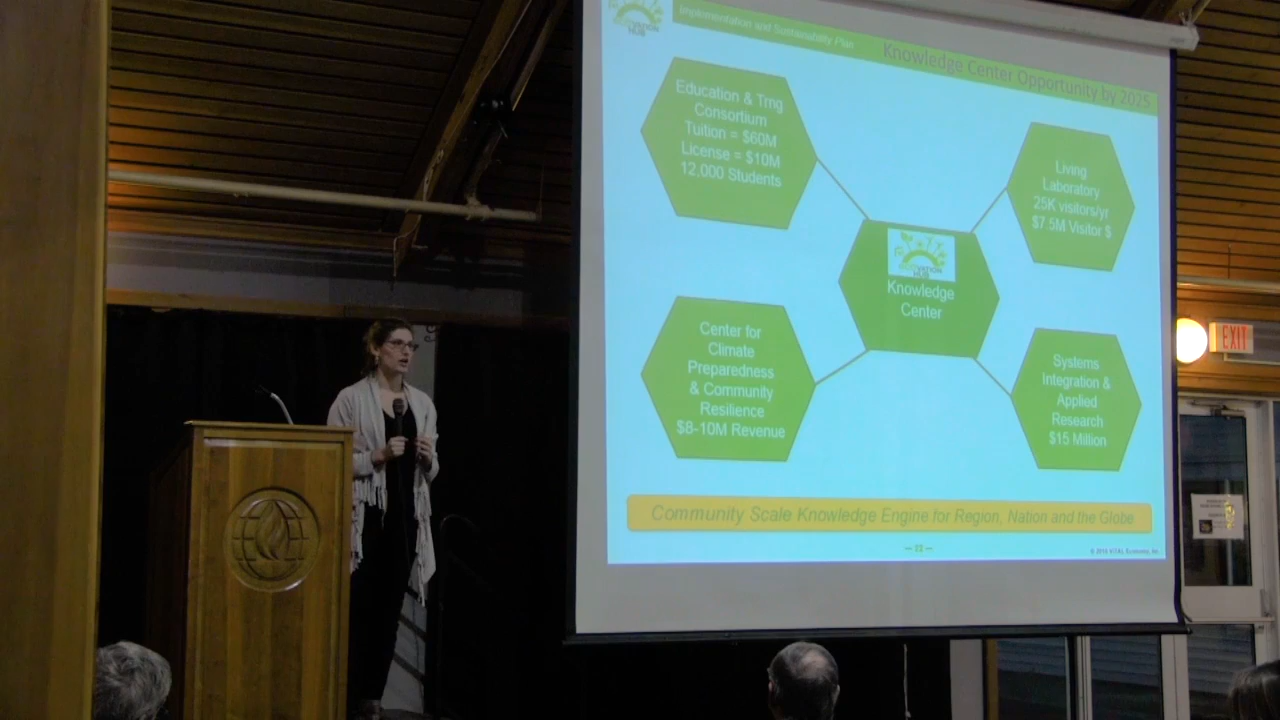 Implementation and Sustainability Plan
Knowledge Center Opportunity by 2025
Education & Trng
Consortium
Tuition = $60M
License = $10M
12,000 Students
Living
Laboratory
25K visitors/yr
$7.5M Visitor $
HUB
Knowledge
Center
Center for
Climate
Preparedness
& Community
Resilience
$8-10M Revenue
Systems
Integration &
Applied
Research
$15 Million
Community Scale Knowledge Engine for Region, Nation and the Globe
EXIT